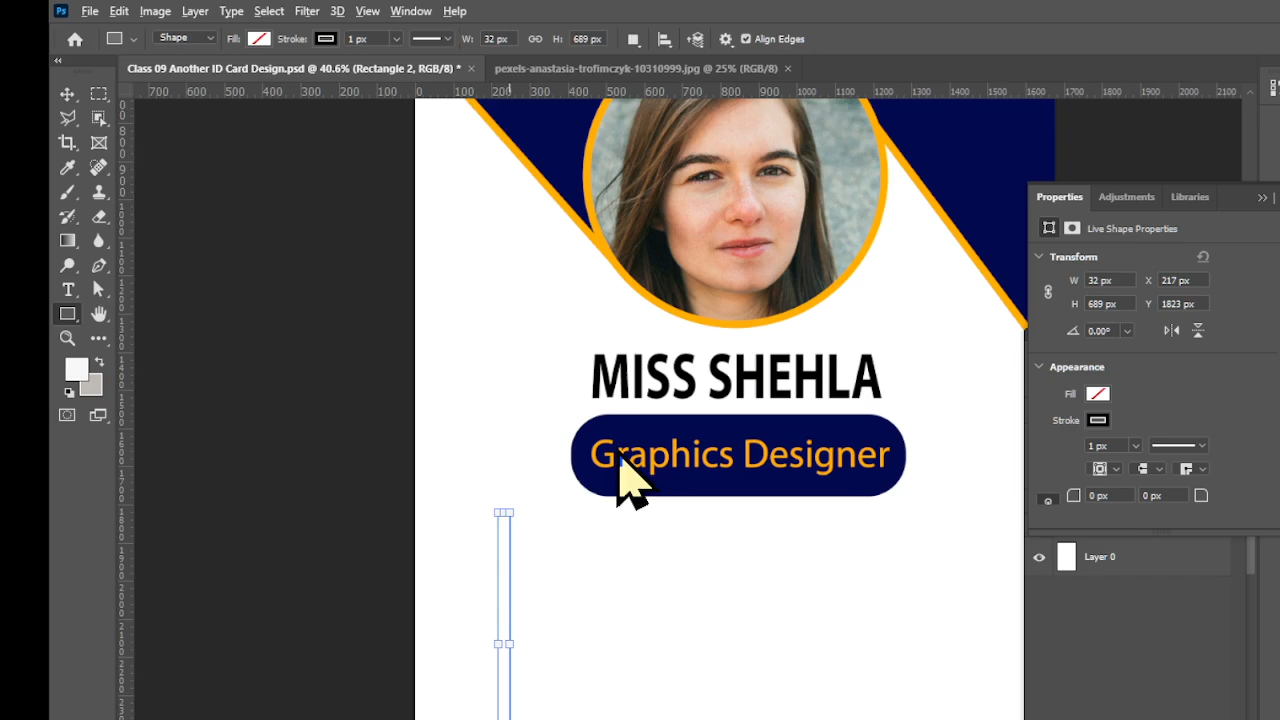 Ps File Edit Image Layer Type Select Filter 3D View Window Help
Shape Fill: Stroke: 1 px W: 32 px H: 689 px Align Edges
Class 09 Another ID Card Design.psd @ 40.6% (Rectangle 2, RGB/8) * × pexels-anastasia-trofimczyk-10310999.jpg @ 25% (RGB/8) ×
700 600 500 400 300 200 100 0 100 200 300 400 500 600 700 800 900 1000 1100 1200 1300 1400 1500 1600 1700 1800 1900 2000 2100
Properties Adjustments Libraries
Live Shape Properties
Transform
W 32 px X 217 px
H 689 px Y 1823 px
0.00°
Appearance
Fill
Stroke
1 px
0 px 0 px
MISS SHEHLA
Graphics Designer
Layer 0